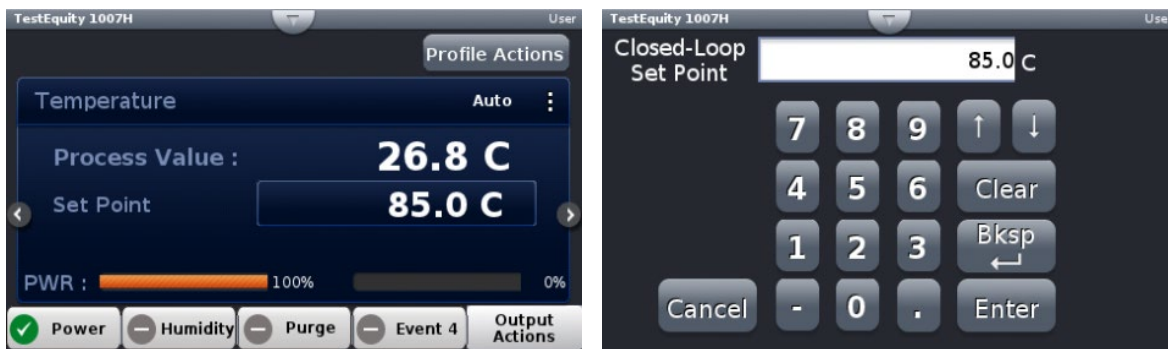 TestEquity 1007H User
Profile Actions
Temperature Auto
Process Value : 26.8 C
Set Point 85.0 C
PWR : 100% 0%
Power Humidity Purge Event 4 Output
Actions
TestEquity 1007H Use
Closed-Loop
Set Point 85.0 C
7 8 9 ↑ ↓
4 5 6 Clear
1 2 3 Bksp
Cancel - 0 . Enter